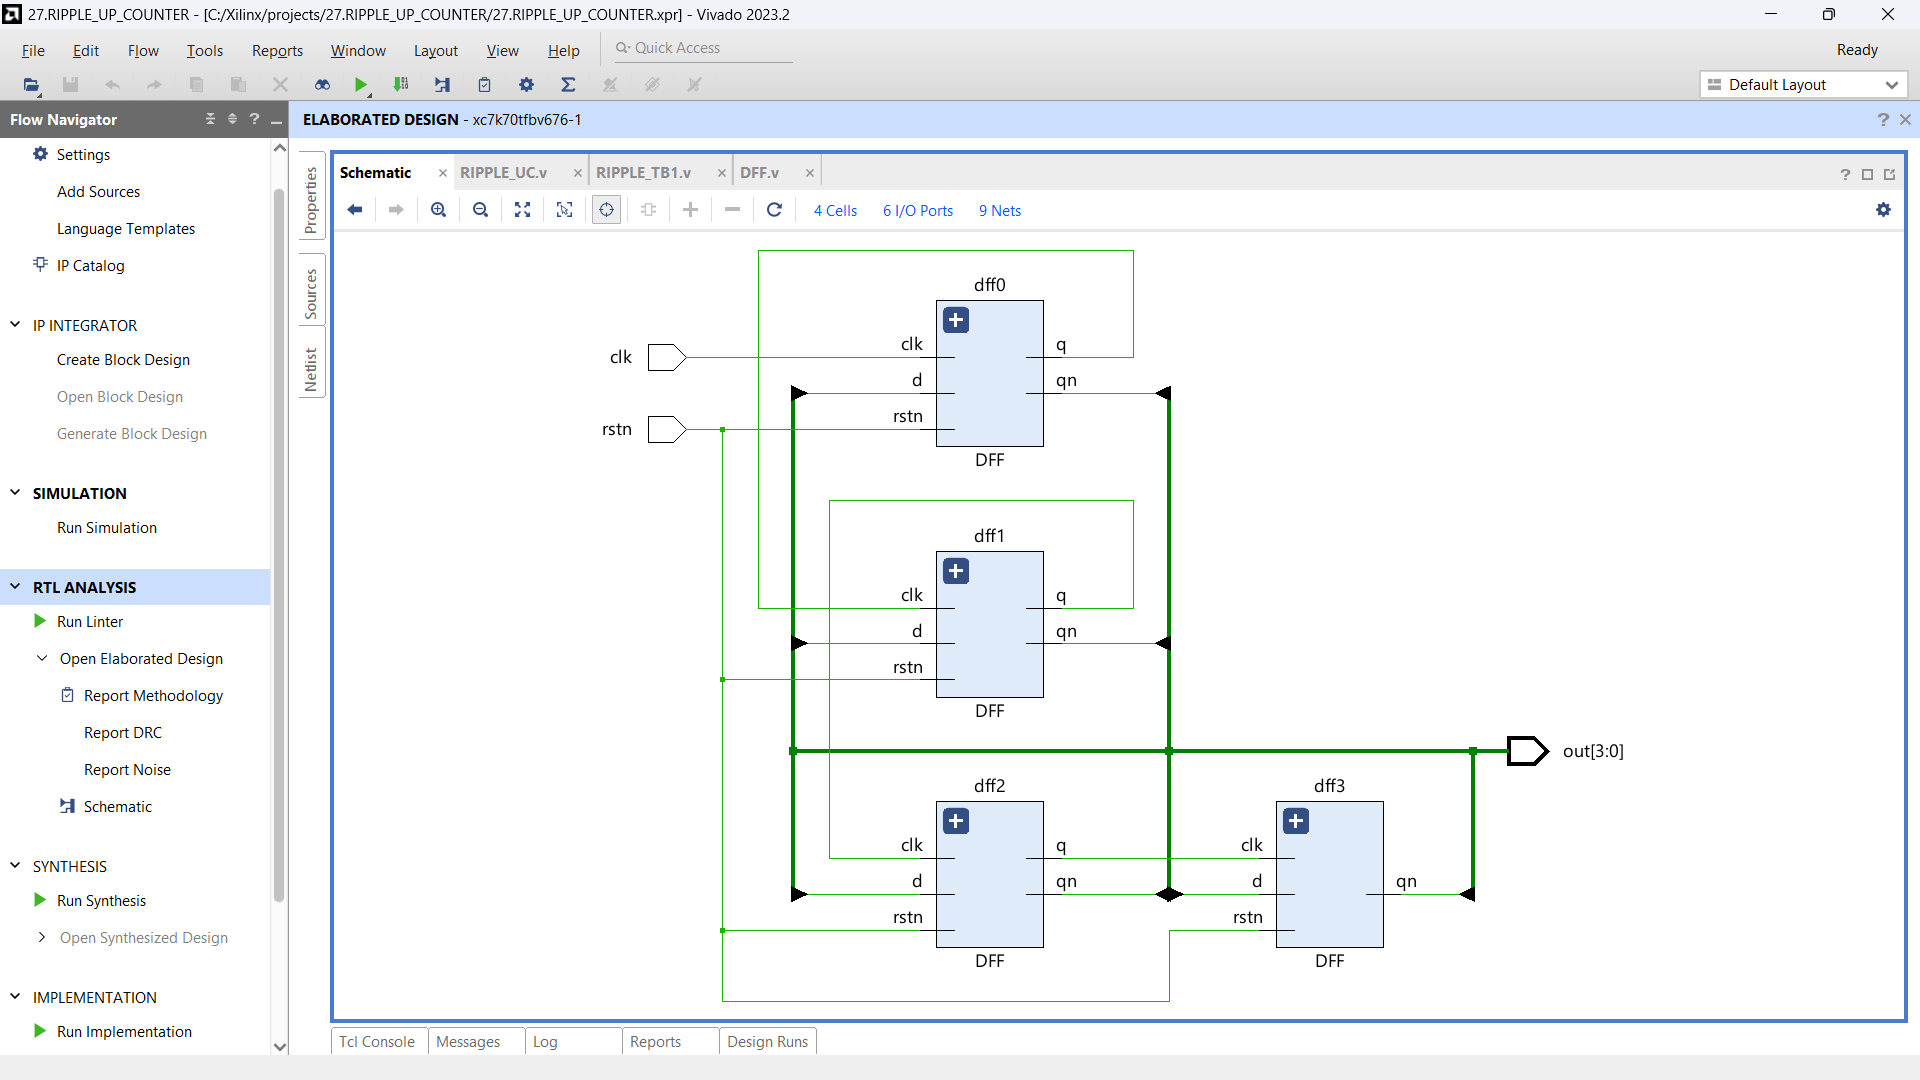 27.RIPPLE_UP_COUNTER - [C:/Xilinx/projects/27.RIPPLE_UP_COUNTER/27.RIPPLE_UP_COUNTER.xpr] - Vivado 2023.2
File Edit Flow Tools Reports Window Layout View Help Quick Access Ready
Default Layout
Flow Navigator
Settings
Add Sources
Language Templates
IP Catalog
IP INTEGRATOR
Create Block Design
Open Block Design
Generate Block Design
SIMULATION
Run Simulation
RTL ANALYSIS
Run Linter
Open Elaborated Design
Report Methodology
Report DRC
Report Noise
Schematic
SYNTHESIS
Run Synthesis
Open Synthesized Design
IMPLEMENTATION
Run Implementation
ELABORATED DESIGN - xc7k70tfbv676-1
Properties
Sources
Netlist
Schematic RIPPLE_UC.v RIPPLE_TB1.v DFF.v
4 Cells 6 I/O Ports 9 Nets
dff0
clk clk q
d qn
rstn rstn
DFF
dff1
clk q
d qn
rstn
DFF
out[3:0]
dff2 dff3
clk q clk
d qn d qn
rstn rstn
DFF DFF
Tcl Console Messages Log Reports Design Runs